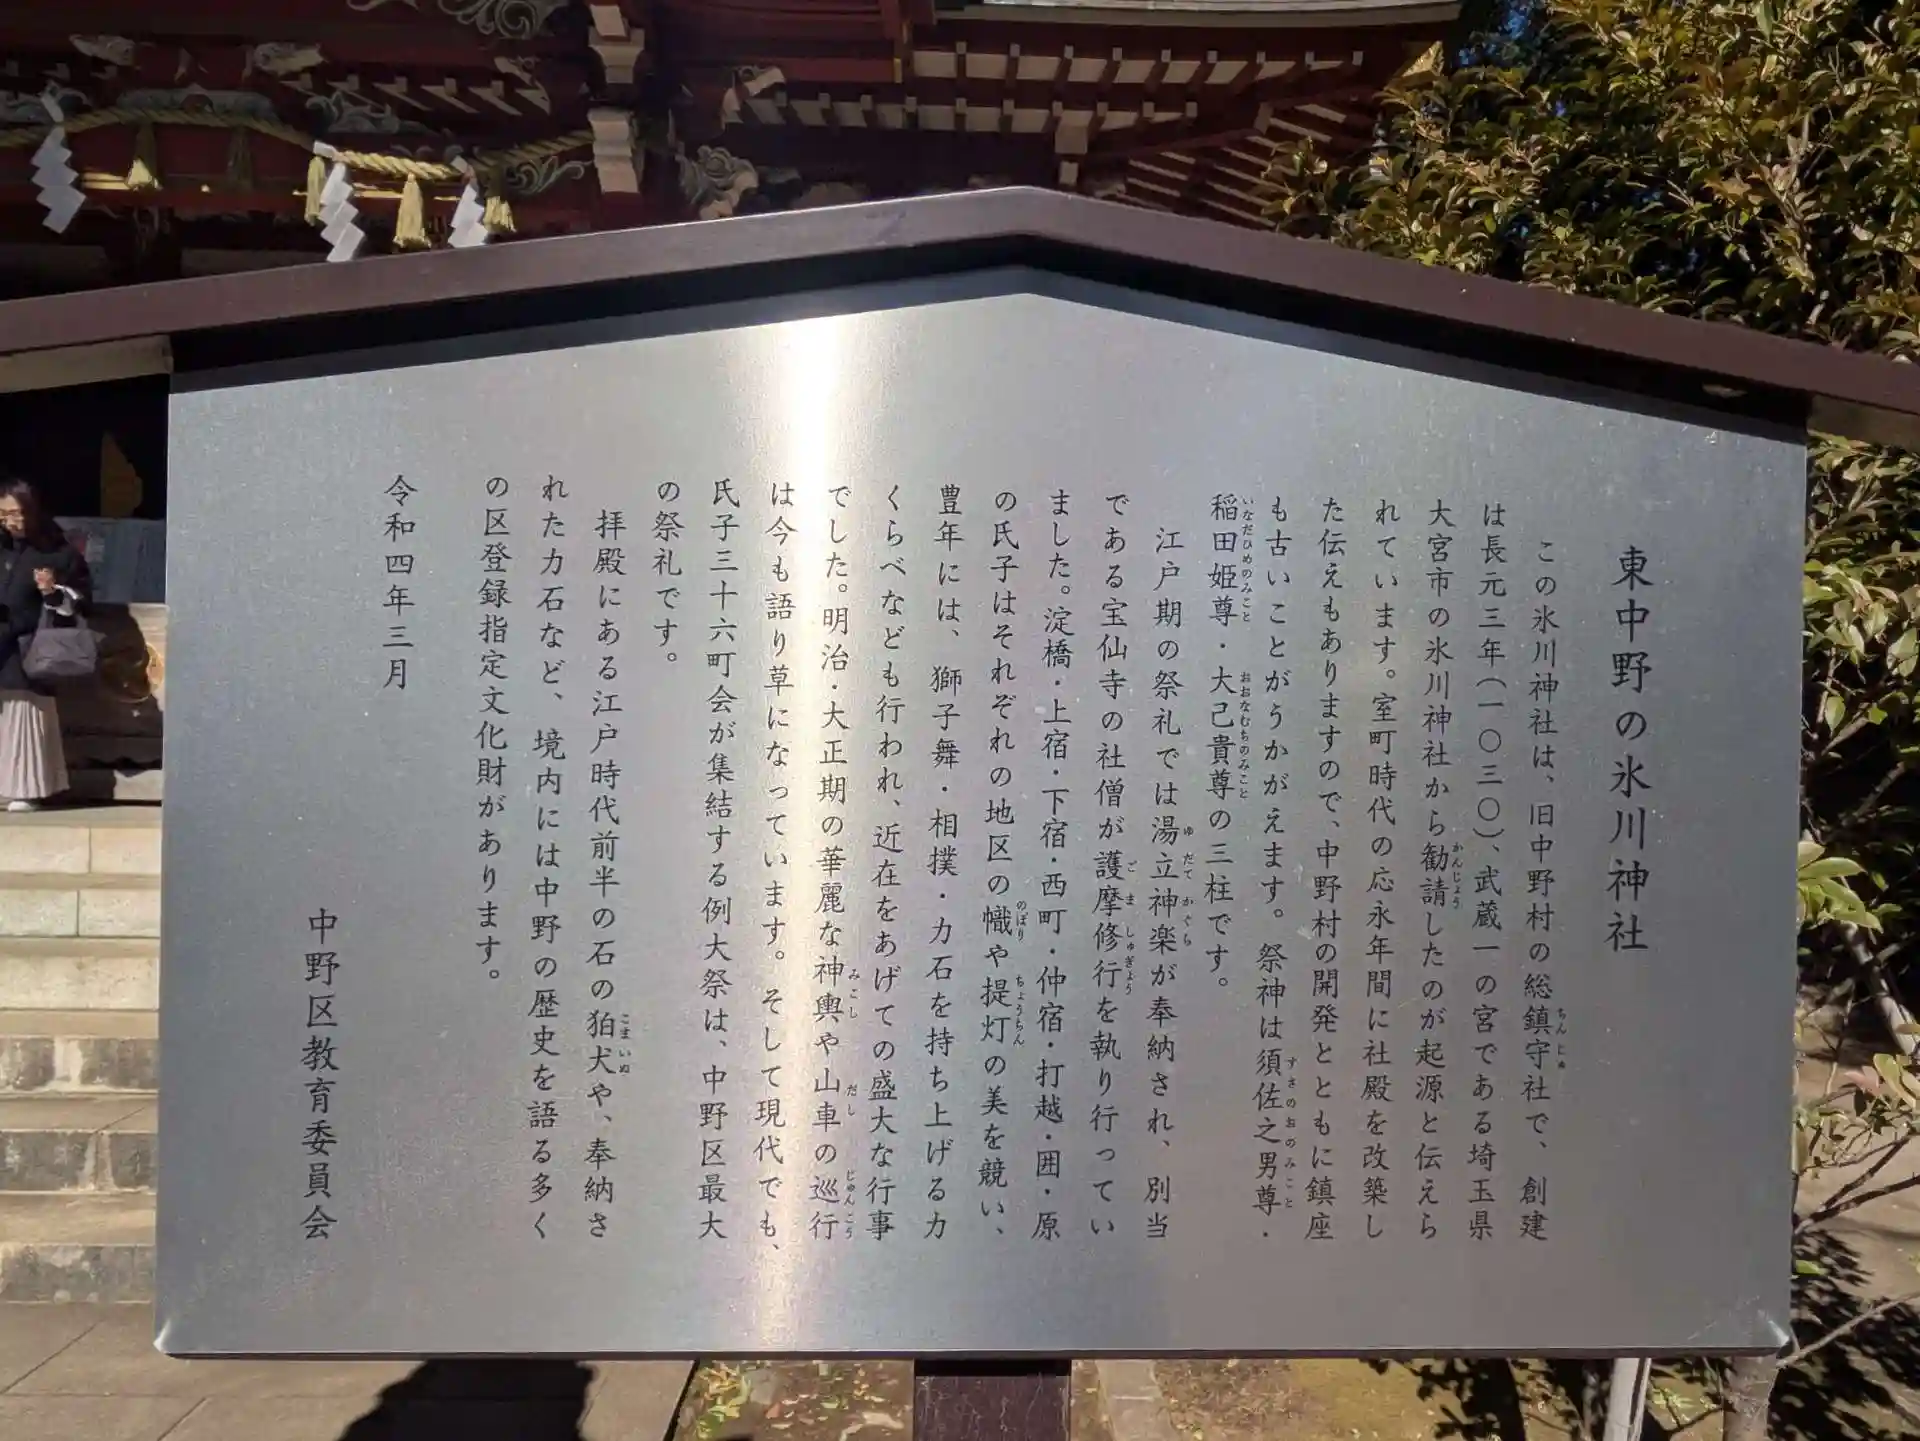 東中野の氷川神社
この氷川神社は、旧中野村の総鎮守社で、創建
は長元三年(一〇三〇)、武蔵一の宮である埼玉県
大宮市の氷川神社から勧請したのが起源と伝えら
れています。室町時代の応永年間に社殿を改築し
た伝えもありますので、中野村の開発とともに鎮座
も古いことがうかがえます。祭神は須佐之男尊・
稲田姫尊・大己貴尊の三柱です。
江戸期の祭礼では湯立神楽が奉納され、別当
である宝仙寺の社僧が護摩修行を執り行ってい
ました。淀橋・上宿・下宿・西町・仲宿・打越・囲・原
の氏子はそれぞれの地区の幟や提灯の美を競い、
豊年には、獅子舞・相撲・力石を持ち上げる力
くらべなども行われ、近在をあげての盛大な行事
でした。明治・大正期の華麗な神輿や山車の巡行
は今も語り草になっています。そして現代でも、
氏子三十六町会が集結する例大祭は、中野区最大
の祭礼です。
拝殿にある江戸時代前半の石の狛犬や、奉納さ
れた力石など、境内には中野の歴史を語る多く
の区登録指定文化財があります。
令和四年三月
中野区教育委員会